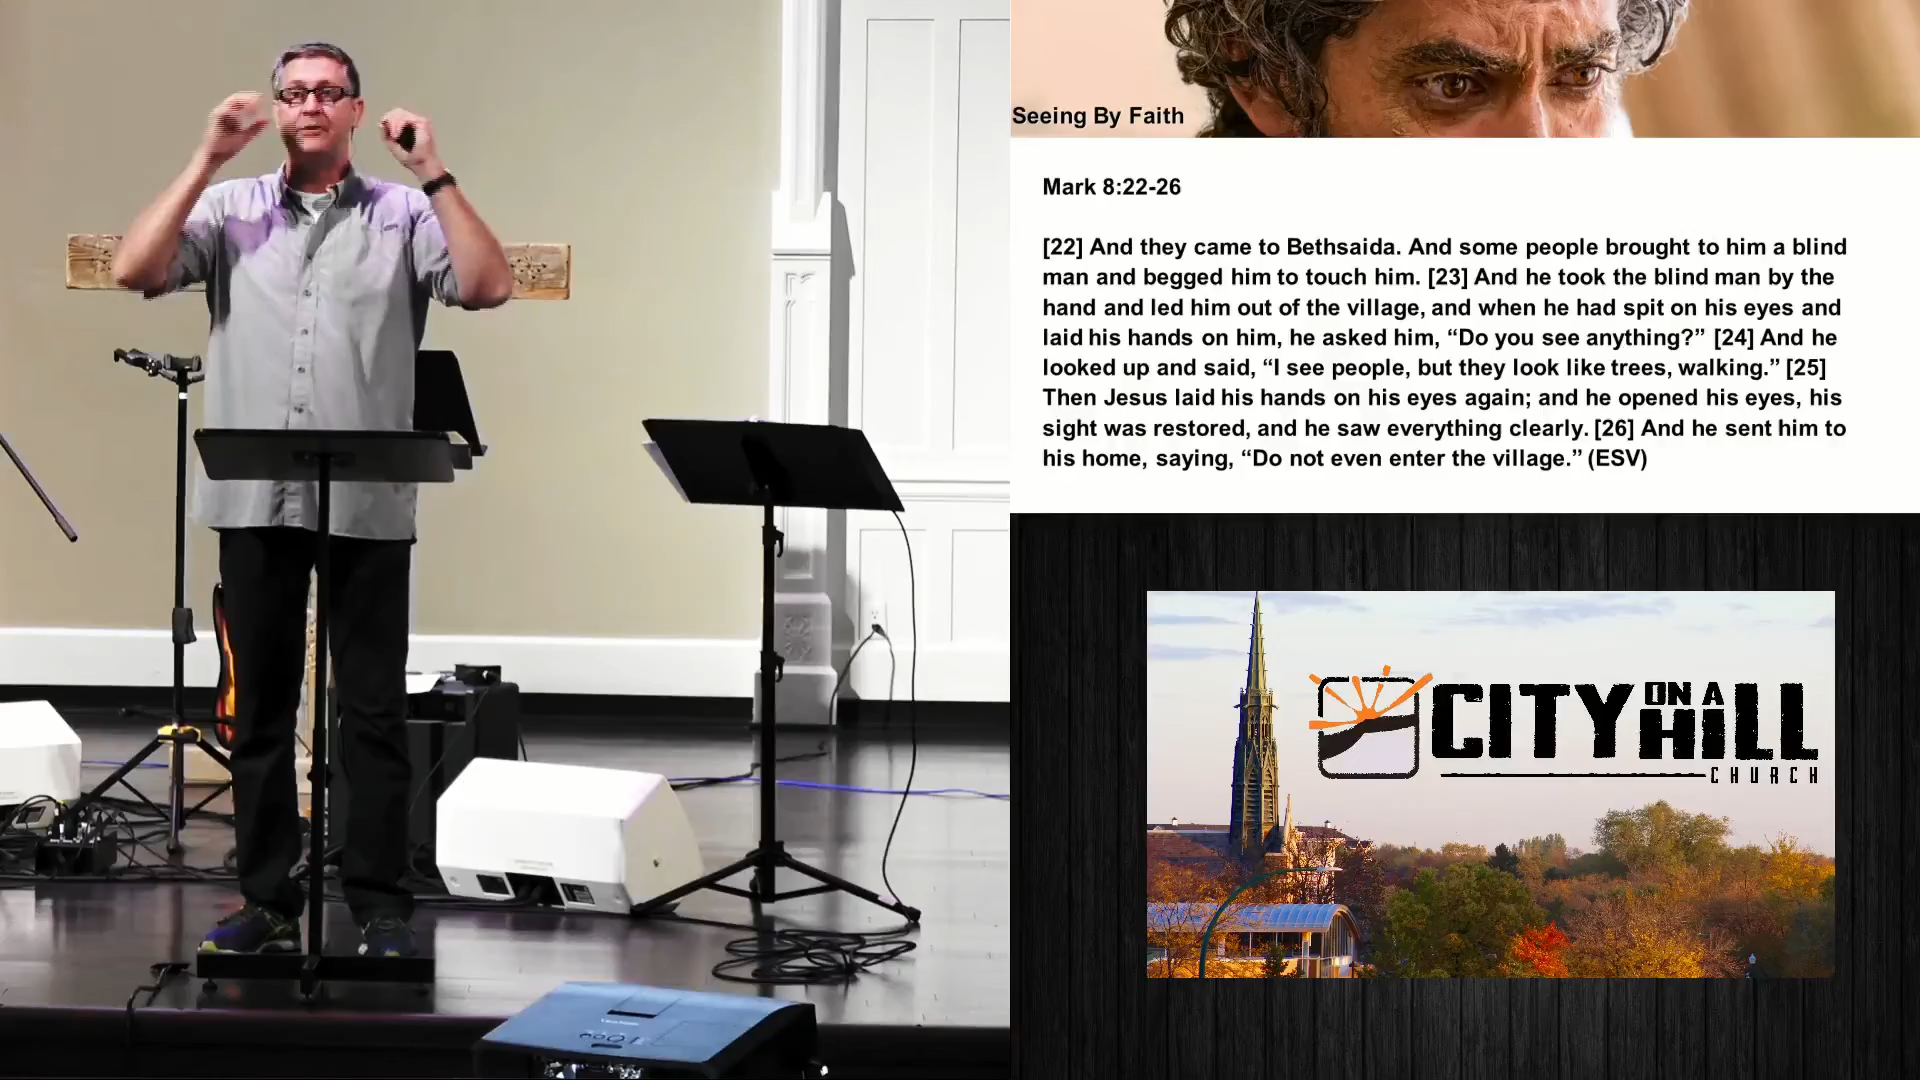 Seeing By Faith
Mark 8:22-26
[22] And they came to Bethsaida. And some people brought to him a blind
man and begged him to touch him. [23] And he took the blind man by the
hand and led him out of the village, and when he had spit on his eyes and
laid his hands on him, he asked him, “Do you see anything?” [24] And he
looked up and said, “I see people, but they look like trees, walking.” [25]
Then Jesus laid his hands on his eyes again; and he opened his eyes, his
sight was restored, and he saw everything clearly. [26] And he sent him to
his home, saying, “Do not even enter the village.” (ESV)
CITY ON A HILL
CHURCH